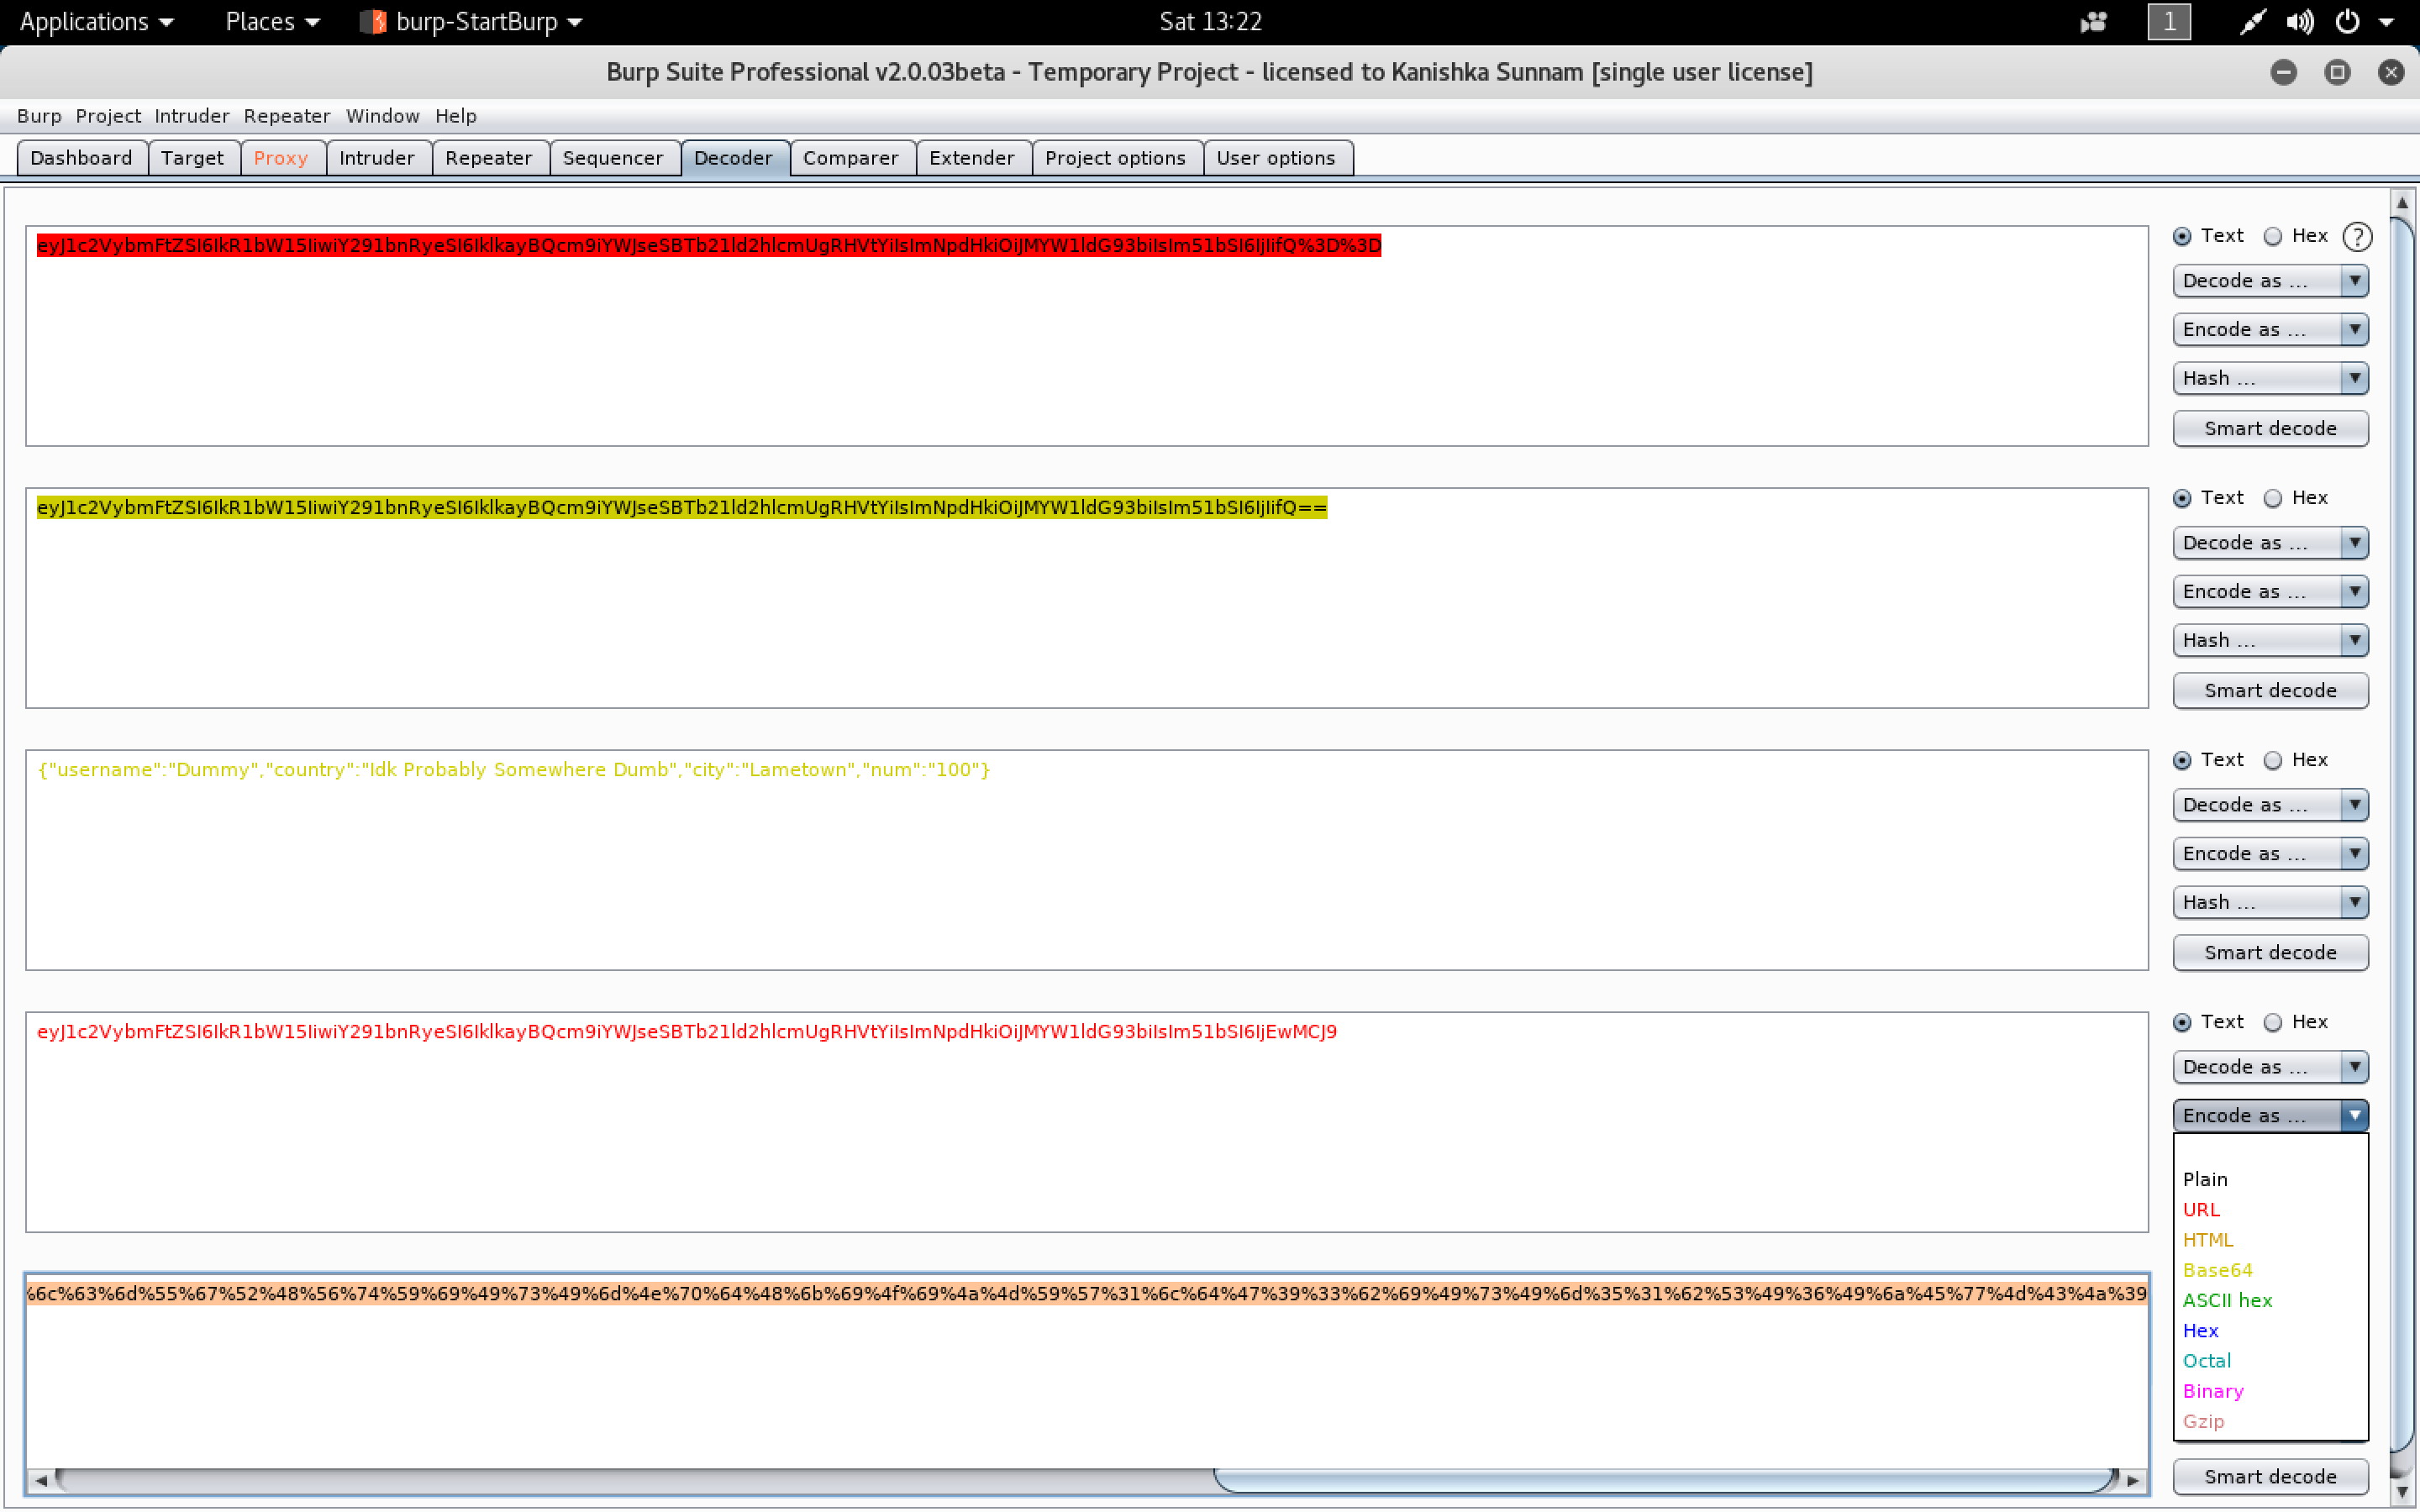 Applications Places burp-StartBurp Sat 13:22 1
Burp Suite Professional v2.0.03beta - Temporary Project - licensed to Kanishka Sunnam [single user license]
Burp Project Intruder Repeater Window Help
Dashboard Target Proxy Intruder Repeater Sequencer Decoder Comparer Extender Project options User options
eyJ1c2VybmFtZSI6IkR1bW15IiwiY291bnRyeSI6IklkayBQcm9iYWJseSBTb21ld2hlcmUgRHVtYiIsImNpdHkiOiJMYW1ldG93biIsIm51bSI6IjIifQ%3D%3D
Text Hex ?
Decode as ...
Encode as ...
Hash ...
Smart decode
eyJ1c2VybmFtZSI6IkR1bW15IiwiY291bnRyeSI6IklkayBQcm9iYWJseSBTb21ld2hlcmUgRHVtYiIsImNpdHkiOiJMYW1ldG93biIsIm51bSI6IjIifQ==
Text Hex
Decode as ...
Encode as ...
Hash ...
Smart decode
{"username":"Dummy","country":"Idk Probably Somewhere Dumb","city":"Lametown","num":"100"}
Text Hex
Decode as ...
Encode as ...
Hash ...
Smart decode
eyJ1c2VybmFtZSI6IkR1bW15IiwiY291bnRyeSI6IklkayBQcm9iYWJseSBTb21ld2hlcmUgRHVtYiIsImNpdHkiOiJMYW1ldG93biIsIm51bSI6IjEwMCJ9
Text Hex
Decode as ...
Encode as ...
Plain
URL
HTML
Base64
ASCII hex
Hex
Octal
Binary
Gzip
%6c%63%6d%55%67%52%48%56%74%59%69%49%73%49%6d%4e%70%64%48%6b%69%4f%69%4a%4d%59%57%31%6c%64%47%39%33%62%69%49%73%49%6d%35%31%62%53%49%36%49%6a%45%77%4d%43%4a%39
Smart decode